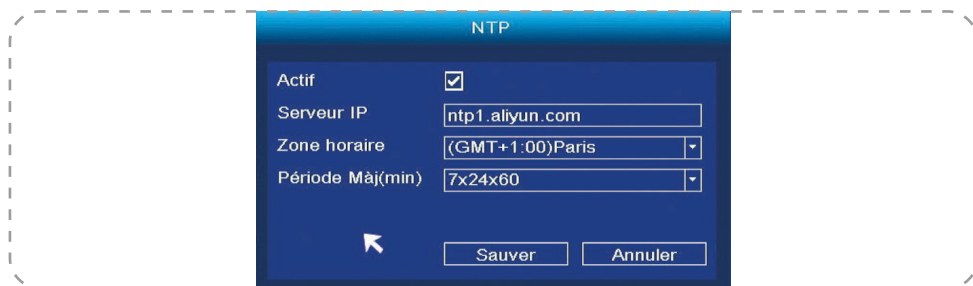 NTP
Actif
Serveur IP ntp1.aliyun.com
Zone horaire (GMT+1:00)Paris
Période Màj(min) 7x24x60
Sauver Annuler